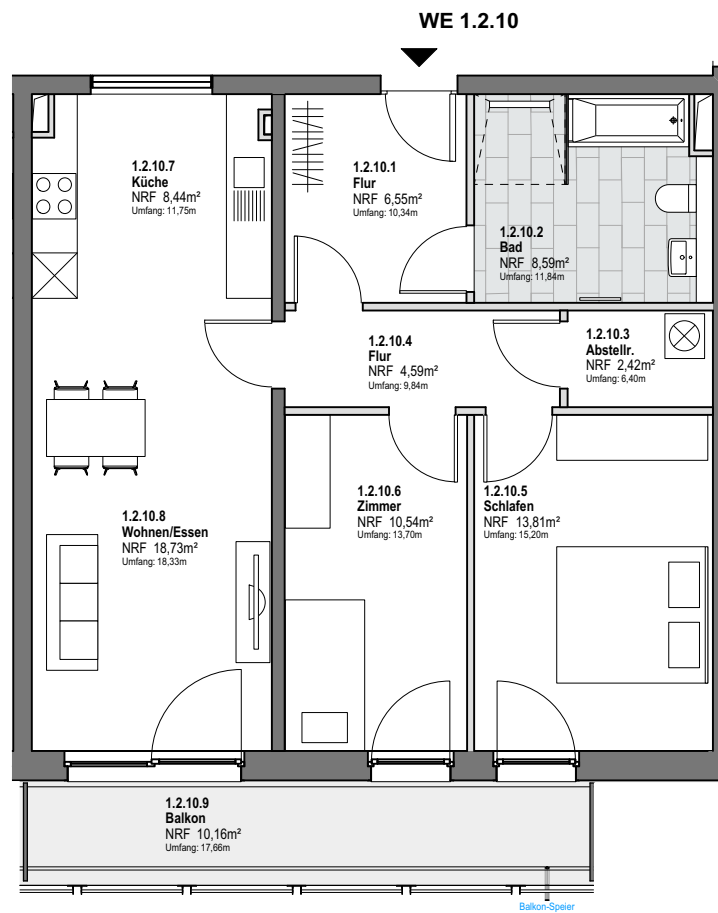 WE 1.2.10
1.2.10.7
Küche
NRF 8,44m²
Umfang: 11,75m
1.2.10.1
Flur
NRF 6,55m²
Umfang: 10,34m
1.2.10.2
Bad
NRF 8,59m²
Umfang: 11,84m
1.2.10.4
Flur
NRF 4,59m²
Umfang: 9,84m
1.2.10.3
Abstellr.
NRF 2,42m²
Umfang: 6,40m
1.2.10.8
Wohnen/Essen
NRF 18,73m²
Umfang: 18,33m
1.2.10.6
Zimmer
NRF 10,54m²
Umfang: 13,70m
1.2.10.5
Schlafen
NRF 13,81m²
Umfang: 15,20m
1.2.10.9
Balkon
NRF 10,16m²
Umfang: 17,66m
Balkon-Speier